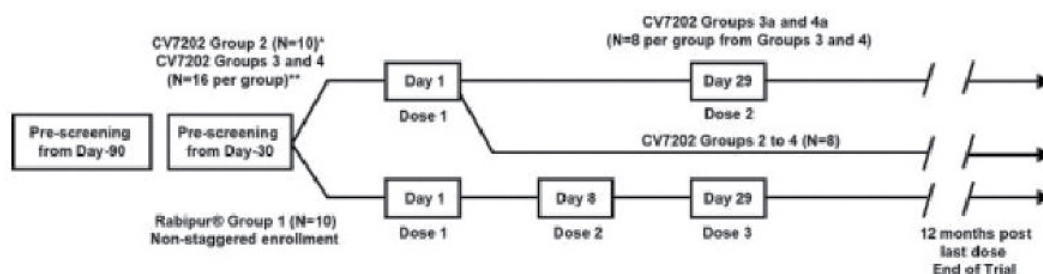 CV7202 Group 2 (N=10)*
CV7202 Groups 3 and 4
(N=16 per group)**
CV7202 Groups 3a and 4a
(N=8 per group from Groups 3 and 4)
Day 1
Dose 1
Day 29
Dose 2
Pre-screening
from Day-90
Pre-screening
from Day-30
CV7202 Groups 2 to 4 (N=8)
Rabipur® Group 1 (N=10)
Non-staggered enrollment
Day 1
Dose 1
Day 8
Dose 2
Day 29
Dose 3
12 months post
last dose
End of Trial